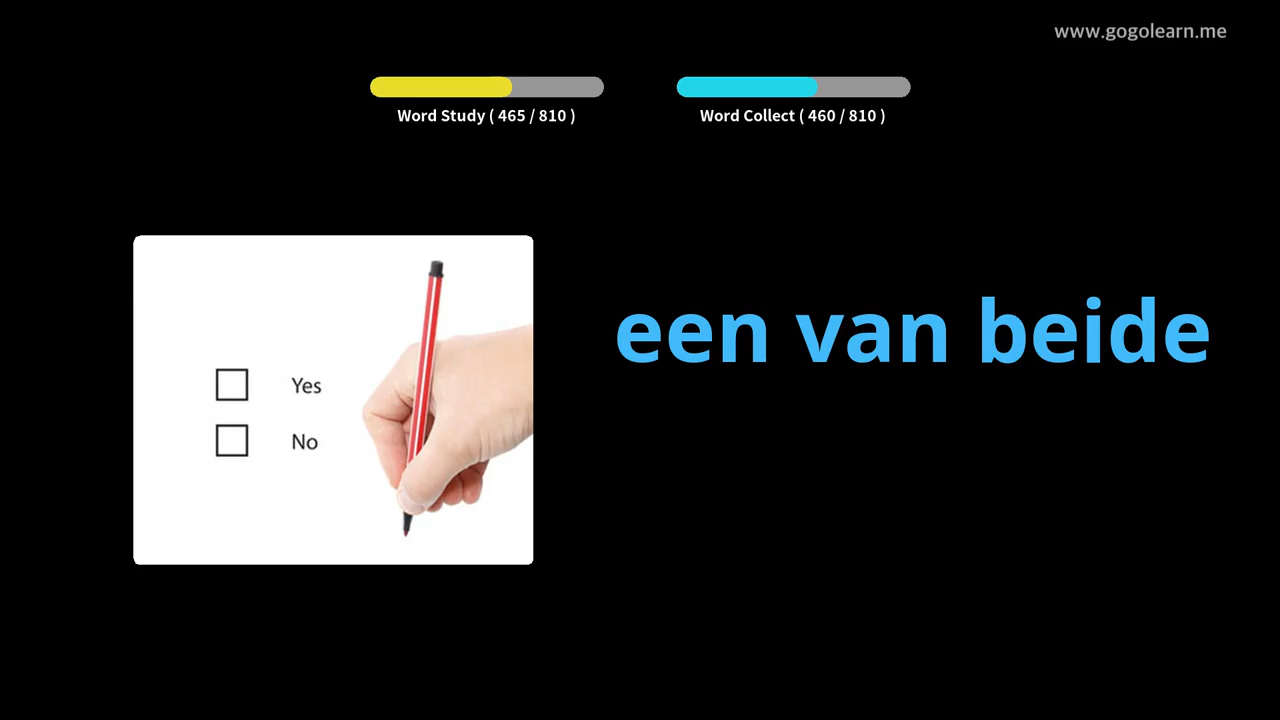 www.gogolearn.me
Word Study ( 465 / 810 )
Word Collect ( 460 / 810 )
een van beide
Yes
No